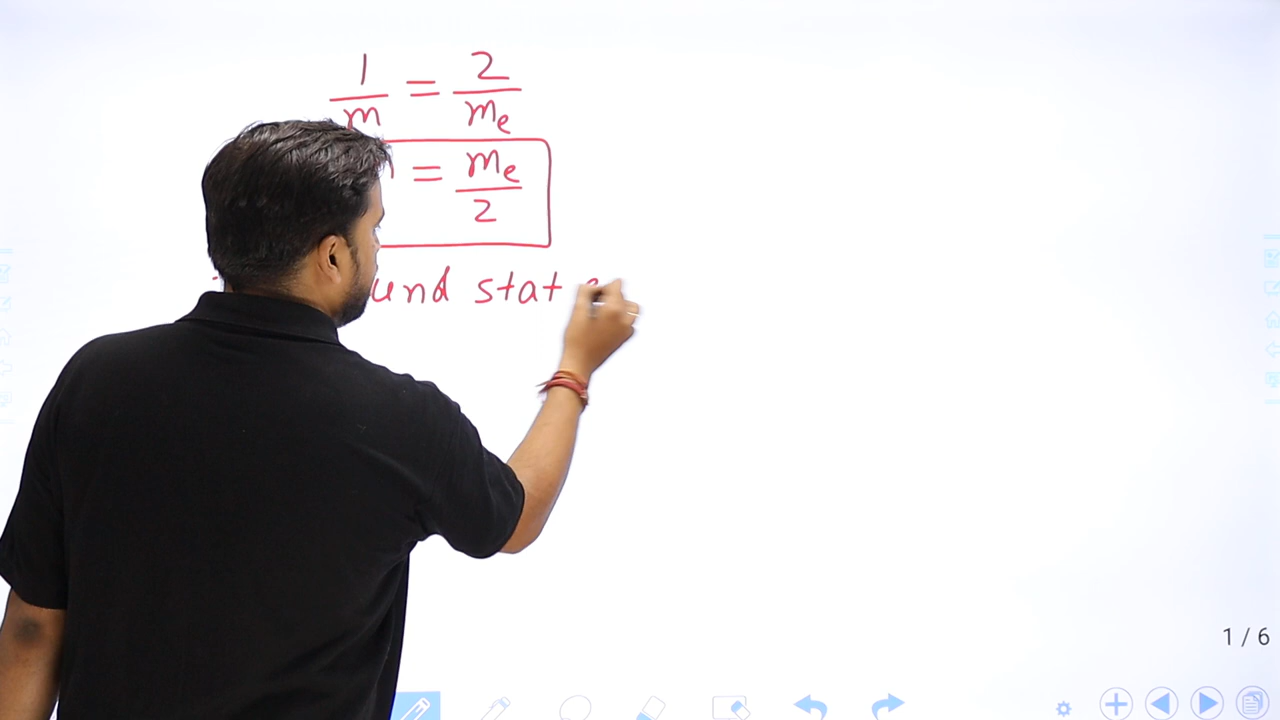 1/m = 2/mₑ
= mₑ/2
und stat
1 / 6